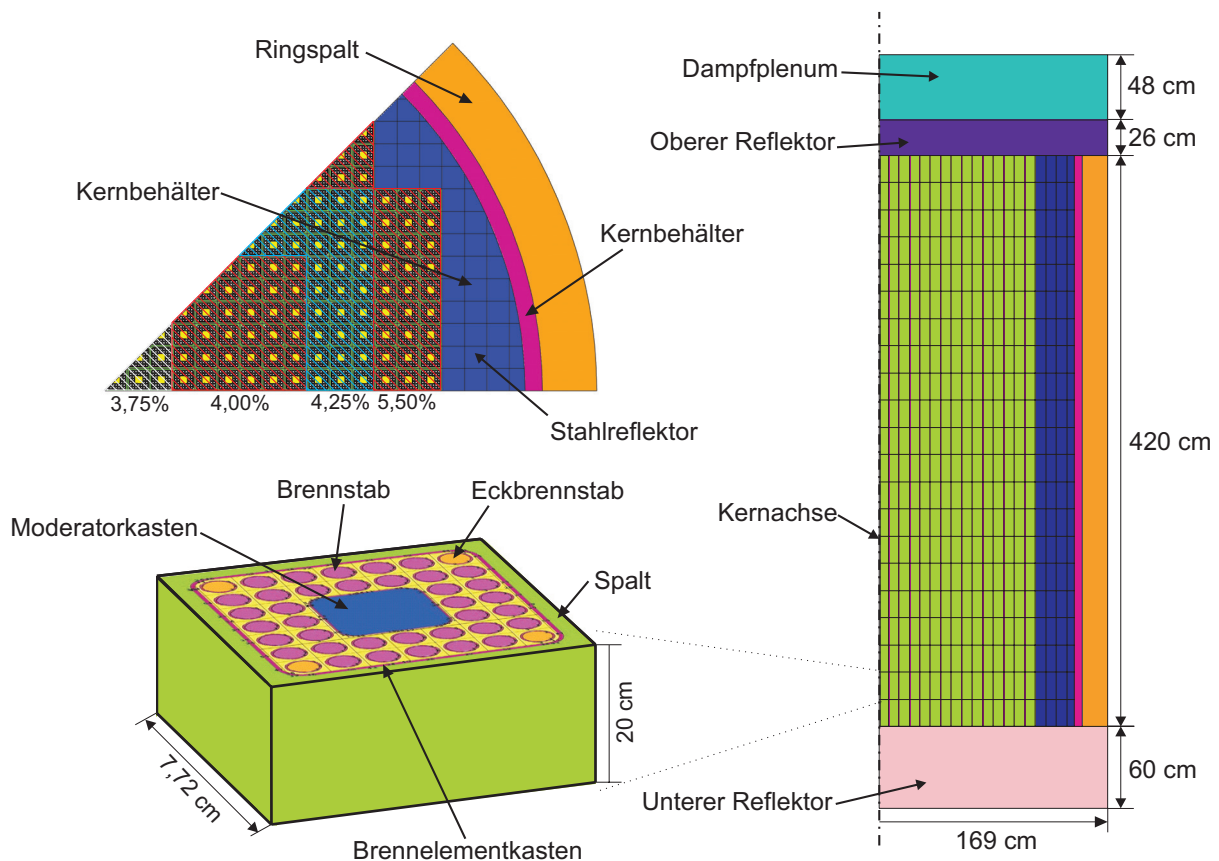 Ringspalt
Kernbehälter
Kernbehälter
Stahlreflektor
3,75%
4,00%
4,25%
5,50%
Brennstab
Eckbrennstab
Moderatorkasten
Spalt
20 cm
7,72 cm
Brennelementkasten
Dampfplenum
48 cm
Oberer Reflektor
26 cm
420 cm
Kernachse
60 cm
Unterer Reflektor
169 cm